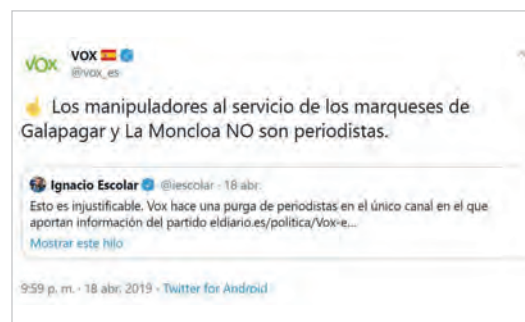 VOX
VOX
@vox_es
Los manipuladores al servicio de los marqueses de
Galapagar y La Moncloa NO son periodistas.
Ignacio Escolar @iescolar · 18 abr.
Esto es injustificable. Vox hace una purga de periodistas en el único canal en el que
aportan información del partido eldiario.es/politica/Vox-e...
Mostrar este hilo
9:59 p. m. · 18 abr. 2019 · Twitter for Android